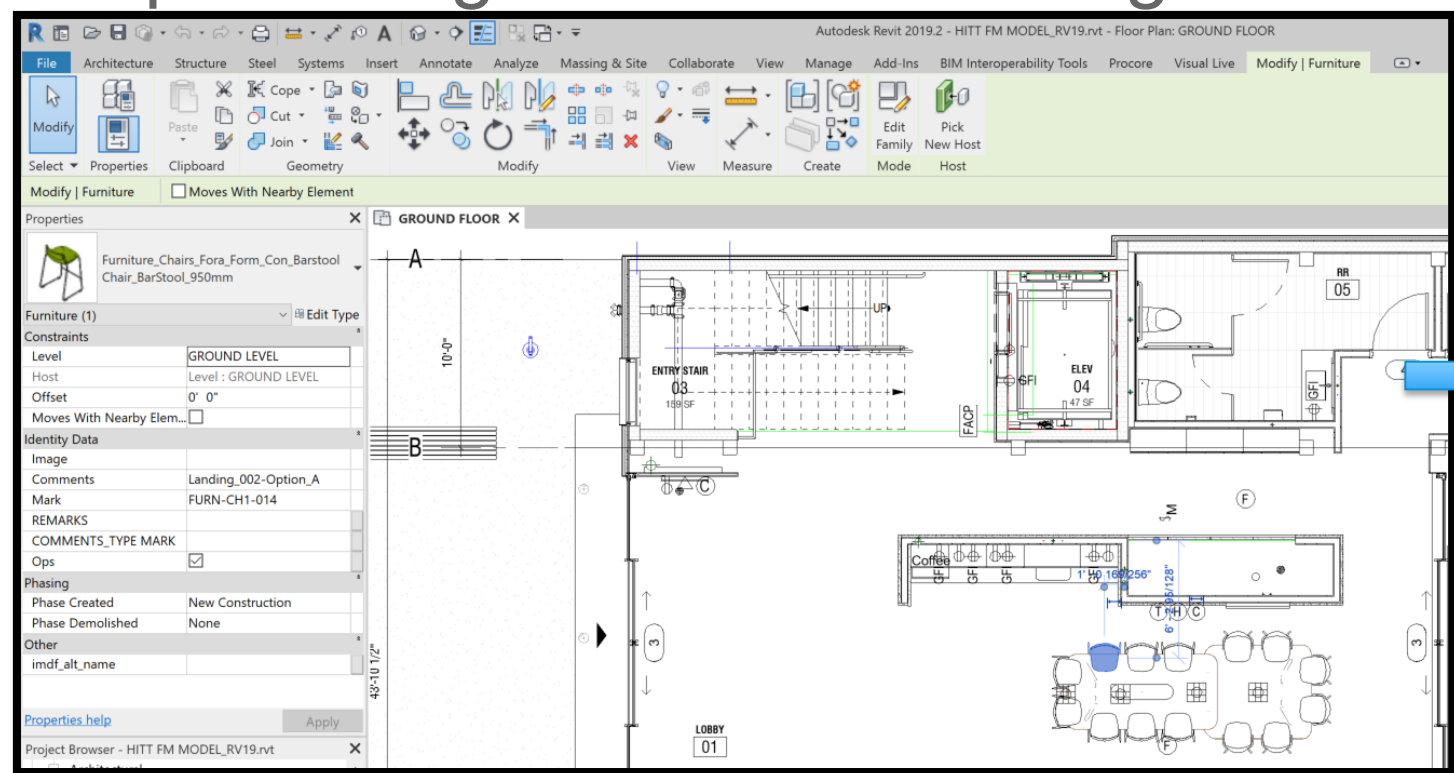 Autodesk Revit 2019.2 - HITT FM MODEL_RV19.rvt - Floor Plan: GROUND FLOOR
File Architecture Structure Steel Systems Insert Annotate Analyze Massing & Site Collaborate View Manage Add-Ins BIM Interoperability Tools Procore Visual Live Modify | Furniture
Modify
Paste
Cope
Cut
Join
Edit Family
Pick New Host
Select Properties Clipboard Geometry Modify View Measure Create Mode Host
Modify | Furniture Moves With Nearby Element
Properties
GROUND FLOOR
Furniture_Chairs_Fora_Form_Con_Barstool
Chair_BarStool_950mm
Furniture (1) Edit Type
Constraints
Level GROUND LEVEL
Host Level : GROUND LEVEL
Offset 0' 0"
Moves With Nearby Elem...
Identity Data
Image
Comments Landing_002-Option_A
Mark FURN-CH1-014
REMARKS
COMMENTS_TYPE MARK
Ops
Phasing
Phase Created New Construction
Phase Demolished None
Other
imdf_alt_name
Properties help Apply
Project Browser - HITT FM MODEL_RV19.rvt
A
10'-0"
B
43'-10 1/2"
UP
ENTRY STAIR
03
159 SF
GFI
ELEV
04
47 SF
FACP
RR
05
GFI
C
F
M
Coffee
GFI
GFI
GFI
GFI
T H C
3
3
LOBBY
01
F